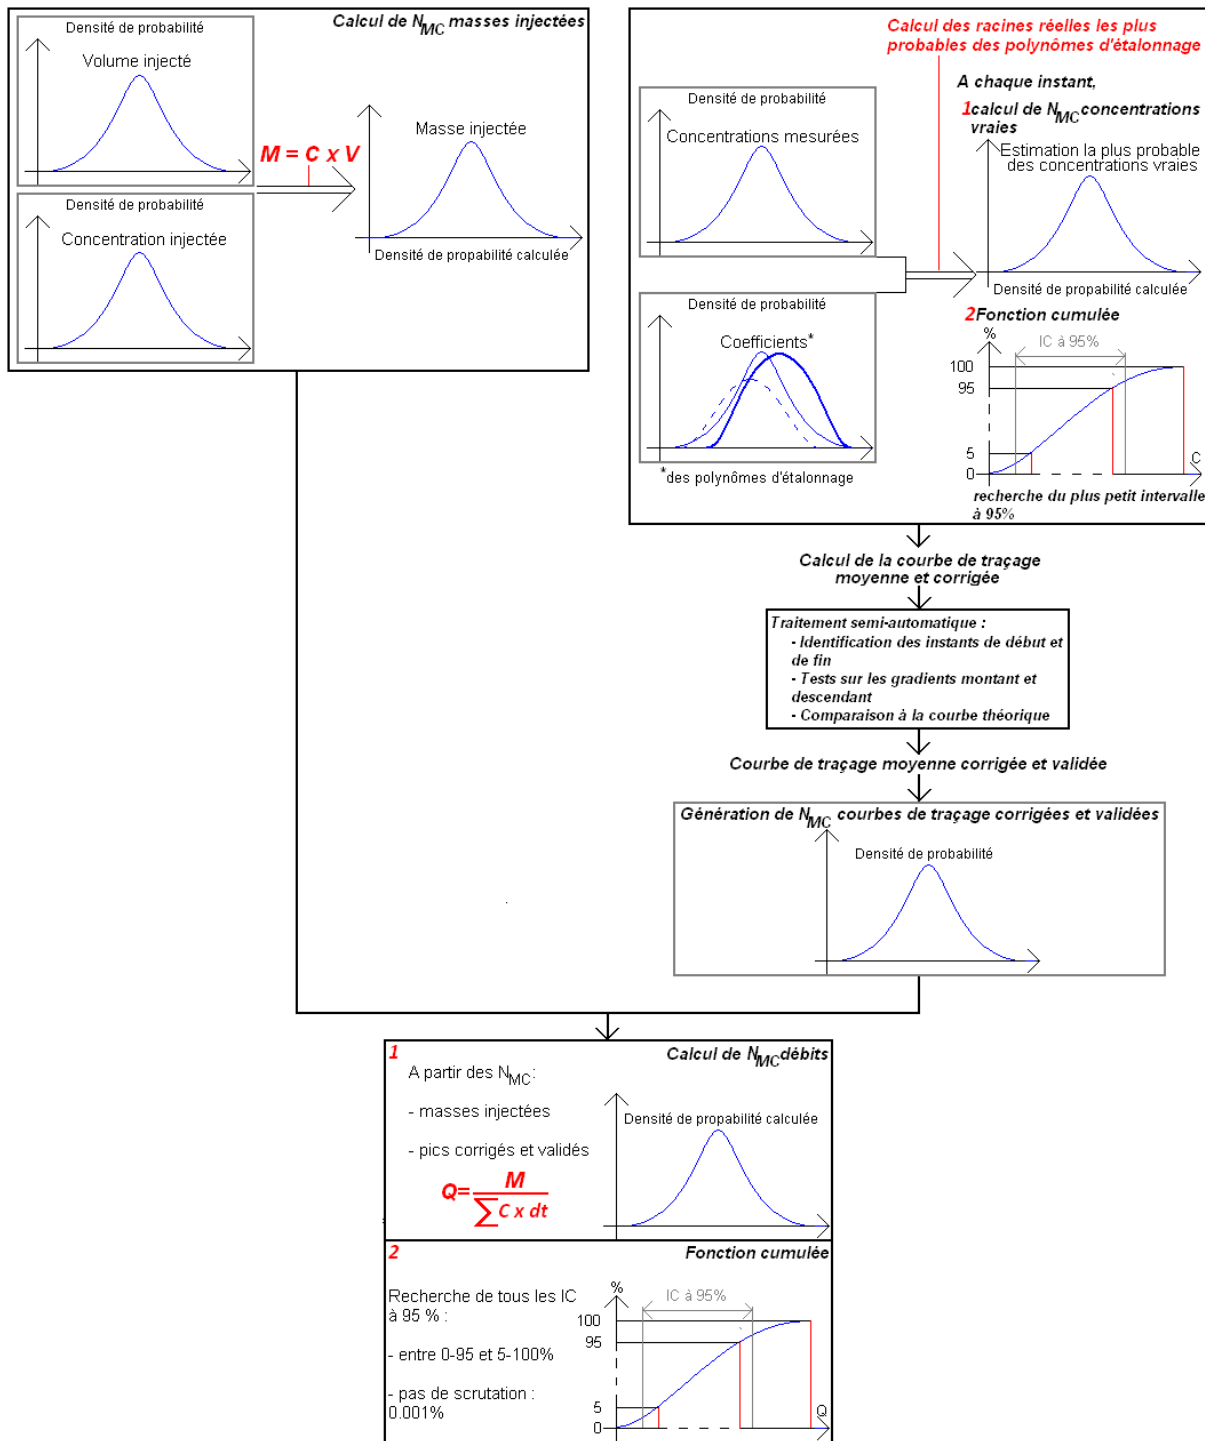 Calcul de NMC masses injectées
Densité de probabilité
Volume injecté
Densité de probabilité
Concentration injectée
M = C x V
Masse injectée
Densité de propabilité calculée
Calcul des racines réelles les plus
probables des polynômes d'étalonnage
A chaque instant,
1calcul de NMC concentrations
vraies
Densité de probabilité
Concentrations mesurées
Estimation la plus probable
des concentrations vraies
Densité de propabilité calculée
Densité de probabilité
Coefficients*
*des polynômes d'étalonnage
2Fonction cumulée
%
IC à 95%
100
95
5
0
C
recherche du plus petit intervalle
à 95%
Calcul de la courbe de traçage
moyenne et corrigée
Traitement semi-automatique :
- Identification des instants de début et
de fin
- Tests sur les gradients montant et
descendant
- Comparaison à la courbe théorique
Courbe de traçage moyenne corrigée et validée
Génération de NMC courbes de traçage corrigées et validées
Densité de probabilité
1
Calcul de NMC débits
A partir des NMC:
- masses injectées
- pics corrigés et validés
Q= M / ∑ C x dt
Densité de propabilité calculée
2
Fonction cumulée
Recherche de tous les IC
à 95 % :
- entre 0-95 et 5-100%
- pas de scrutation :
0.001%
%
IC à 95%
100
95
5
0
Q